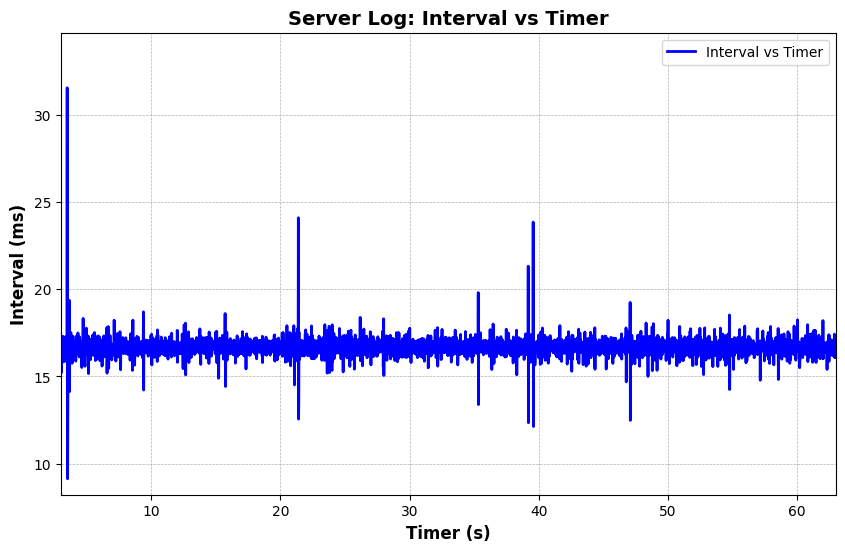 Server Log: Interval vs Timer
Interval vs Timer
30
25
20
15
10
Interval (ms)
10 20 30 40 50 60
Timer (s)